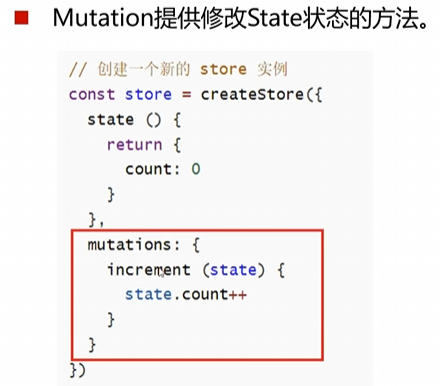 Mutation提供修改State状态的方法。
// 创建一个新的 store 实例
const store = createStore({
  state () {
    return {
      count: 0
    }
  },
  mutations: {
    increment (state) {
      state.count++
    }
  }
})